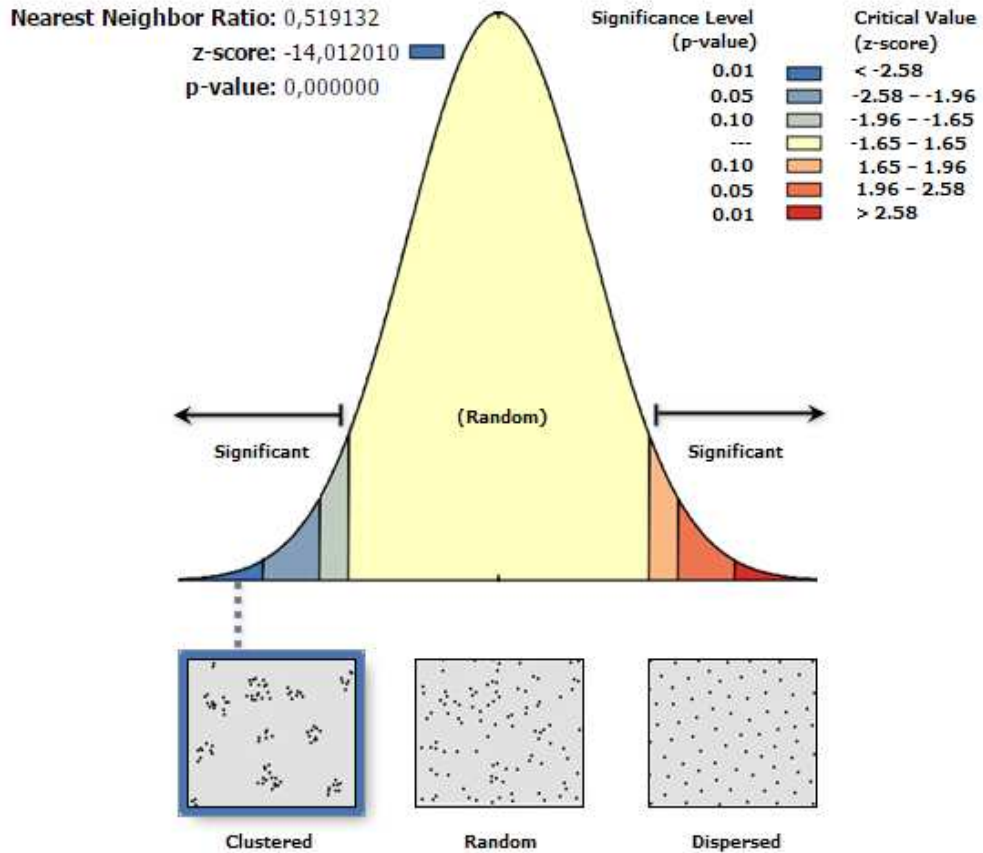 Nearest Neighbor Ratio: 0,519132
z-score: -14,012010
p-value: 0,000000
Significance Level
(p-value)
Critical Value
(z-score)
0.01 < -2.58
0.05 -2.58 – -1.96
0.10 -1.96 – -1.65
--- -1.65 – 1.65
0.10 1.65 – 1.96
0.05 1.96 – 2.58
0.01 > 2.58
(Random)
Significant
Significant
Clustered
Random
Dispersed